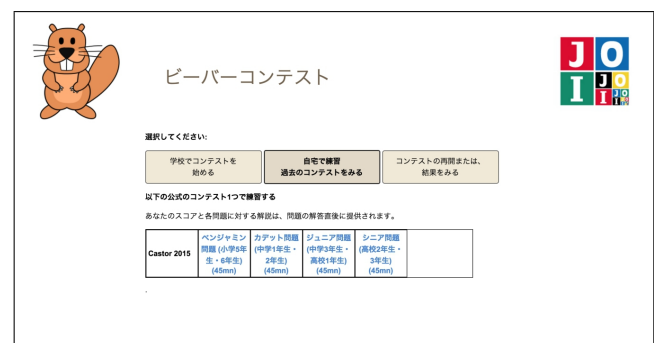 ビーバーコンテスト
JO
I JO
I JO
I
選択してください:
学校でコンテストを
始める
自宅で練習
過去のコンテストをみる
コンテストの再開または、
結果をみる
以下の公式のコンテスト1つで練習する
あなたのスコアと各問題に対する解説は、問題の解答直後に提供されます。
Castor 2015
ベンジャミン
問題 (小学5年
生・6年生)
(45mn)
カデット問題
(中学1年生・
2年生)
(45mn)
ジュニア問題
(中学3年生・
高校1年生)
(45mn)
シニア問題
(高校2年生・
3年生)
(45mn)
.